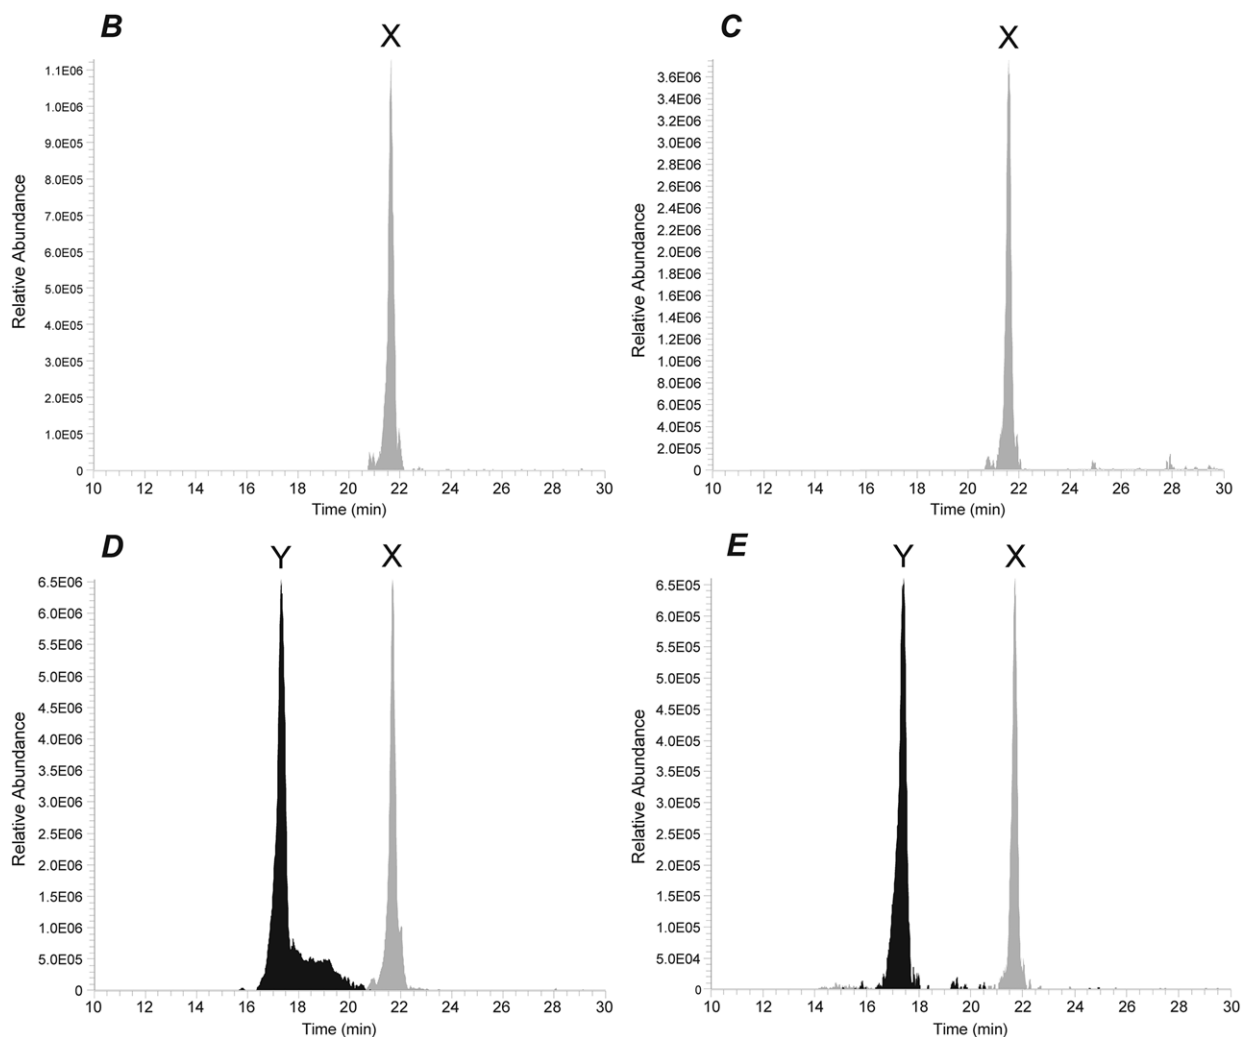 B
X
1.1E06
1.0E06
9.0E05
8.0E05
7.0E05
6.0E05
5.0E05
4.0E05
3.0E05
2.0E05
1.0E05
0
Relative Abundance
10 12 14 16 18 20 22 24 26 28 30
Time (min)
C
X
3.6E06
3.4E06
3.2E06
3.0E06
2.8E06
2.6E06
2.4E06
2.2E06
2.0E06
1.8E06
1.6E06
1.4E06
1.2E06
1.0E06
8.0E05
6.0E05
4.0E05
2.0E05
0
Relative Abundance
10 12 14 16 18 20 22 24 26 28 30
Time (min)
D
Y X
6.5E06
6.0E06
5.5E06
5.0E06
4.5E06
4.0E06
3.5E06
3.0E06
2.5E06
2.0E06
1.5E06
1.0E06
5.0E05
0
Relative Abundance
10 12 14 16 18 20 22 24 26 28 30
Time (min)
E
Y X
6.5E05
6.0E05
5.5E05
5.0E05
4.5E05
4.0E05
3.5E05
3.0E05
2.5E05
2.0E05
1.5E05
1.0E05
5.0E04
0
Relative Abundance
10 12 14 16 18 20 22 24 26 28 30
Time (min)